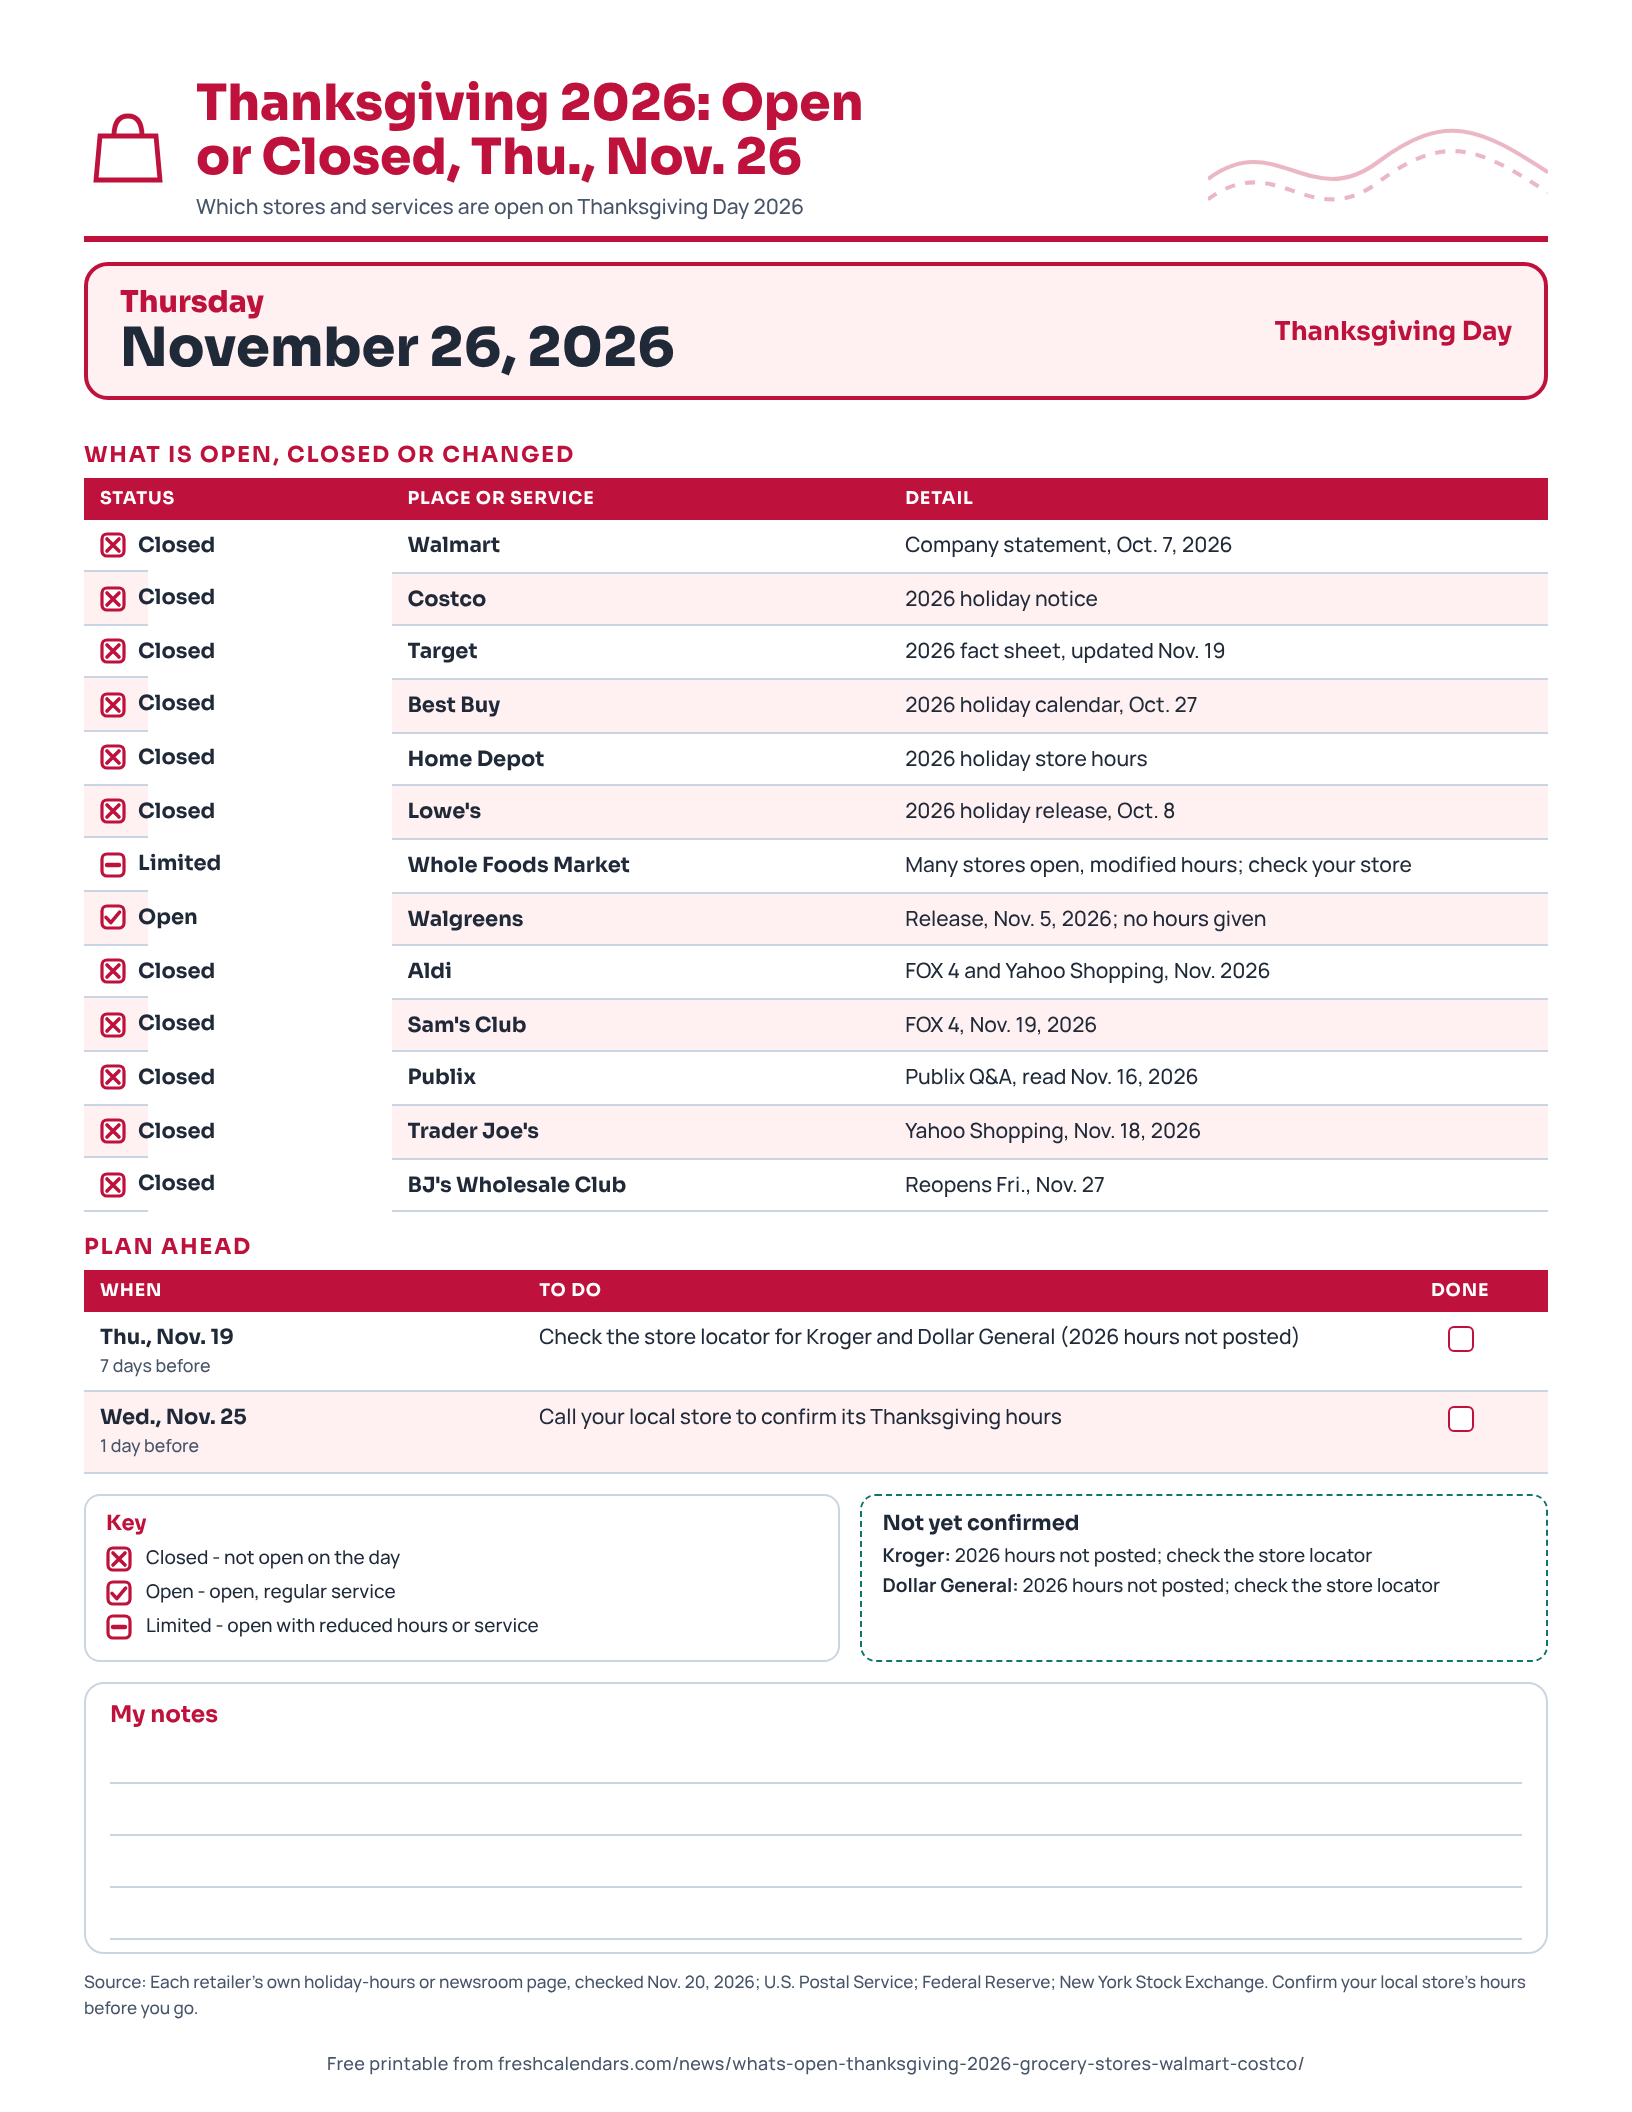 Thanksgiving 2026: Open
or Closed, Thu., Nov. 26
Which stores and services are open on Thanksgiving Day 2026
Thursday
November 26, 2026
Thanksgiving Day
WHAT IS OPEN, CLOSED OR CHANGED
STATUS PLACE OR SERVICE DETAIL
Closed Walmart Company statement, Oct. 7, 2026
Closed Costco 2026 holiday notice
Closed Target 2026 fact sheet, updated Nov. 19
Closed Best Buy 2026 holiday calendar, Oct. 27
Closed Home Depot 2026 holiday store hours
Closed Lowe's 2026 holiday release, Oct. 8
Limited Whole Foods Market Many stores open, modified hours; check your store
Open Walgreens Release, Nov. 5, 2026; no hours given
Closed Aldi FOX 4 and Yahoo Shopping, Nov. 2026
Closed Sam's Club FOX 4, Nov. 19, 2026
Closed Publix Publix Q&A, read Nov. 16, 2026
Closed Trader Joe's Yahoo Shopping, Nov. 18, 2026
Closed BJ's Wholesale Club Reopens Fri., Nov. 27
PLAN AHEAD
WHEN TO DO DONE
Thu., Nov. 19 Check the store locator for Kroger and Dollar General (2026 hours not posted)
7 days before
Wed., Nov. 25 Call your local store to confirm its Thanksgiving hours
1 day before
Key
Closed - not open on the day
Open - open, regular service
Limited - open with reduced hours or service
Not yet confirmed
Kroger: 2026 hours not posted; check the store locator
Dollar General: 2026 hours not posted; check the store locator
My notes
Source: Each retailer's own holiday-hours or newsroom page, checked Nov. 20, 2026; U.S. Postal Service; Federal Reserve; New York Stock Exchange. Confirm your local store's hours
before you go.
Free printable from freshcalendars.com/news/whats-open-thanksgiving-2026-grocery-stores-walmart-costco/